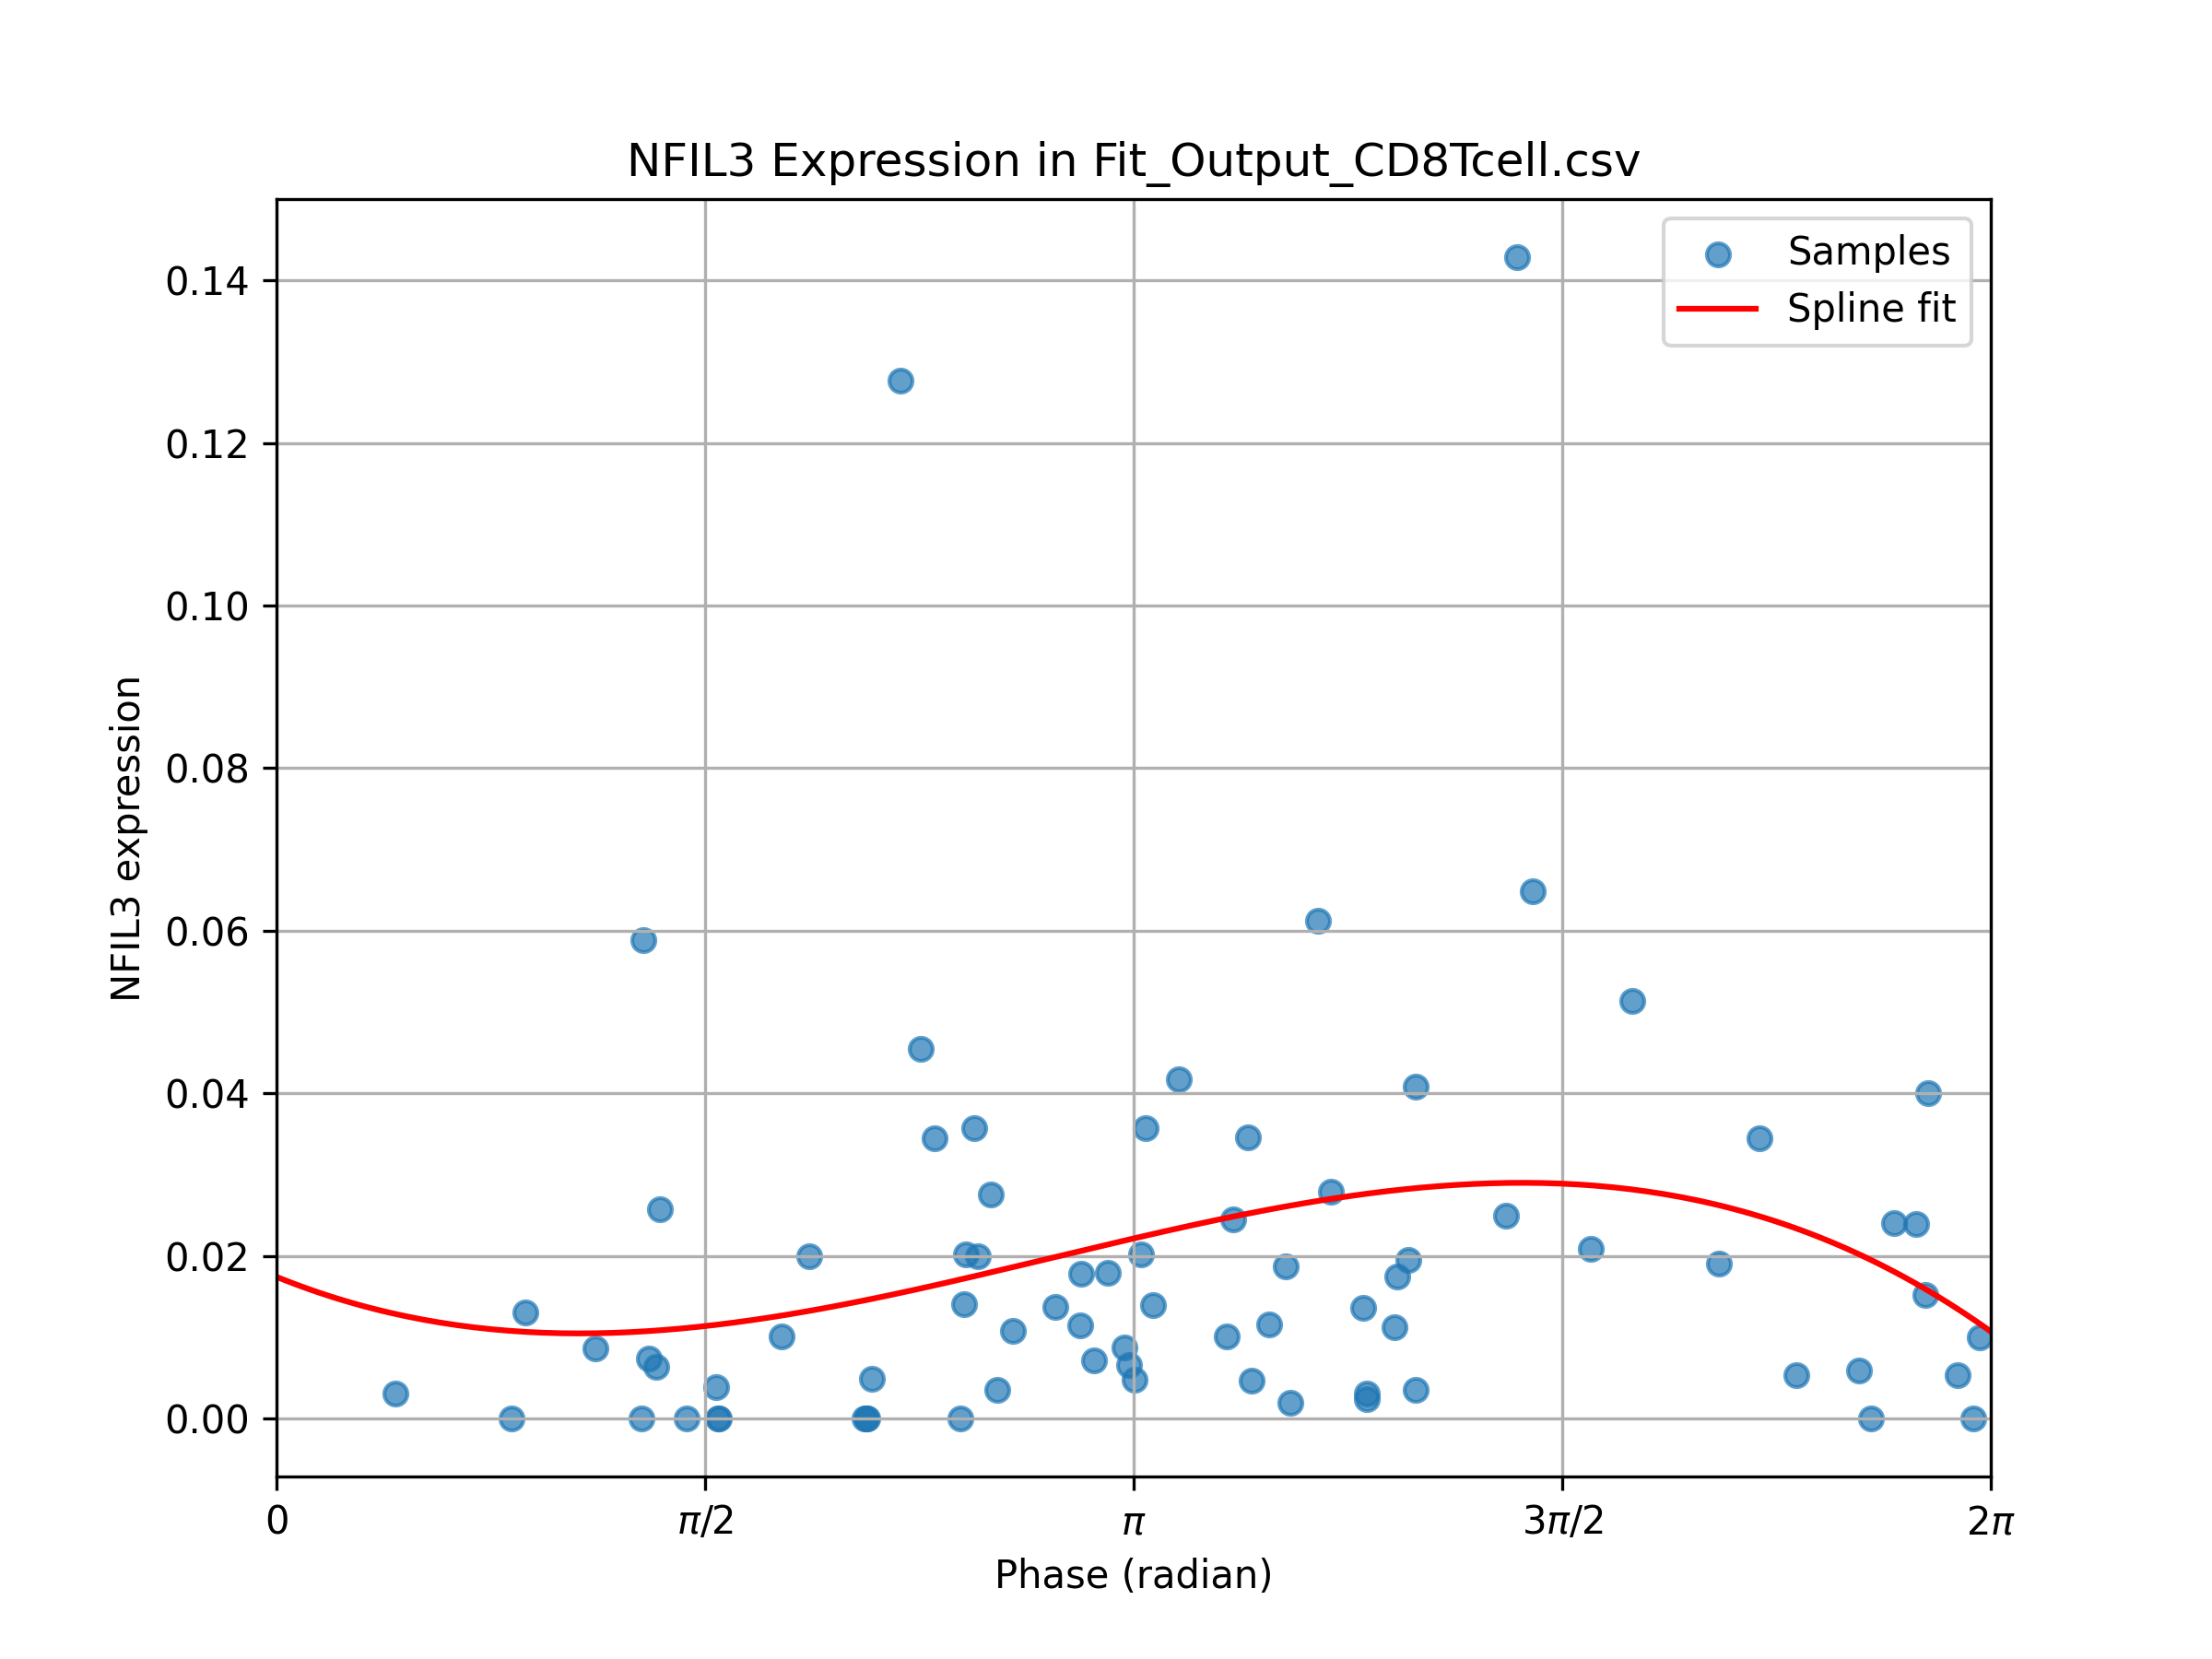 NFIL3 Expression in Fit_Output_CD8Tcell.csv
Samples
Spline fit
0.14
0.12
0.10
0.08
0.06
0.04
0.02
0.00
NFIL3 expression
0
π/2
π
3π/2
2π
Phase (radian)